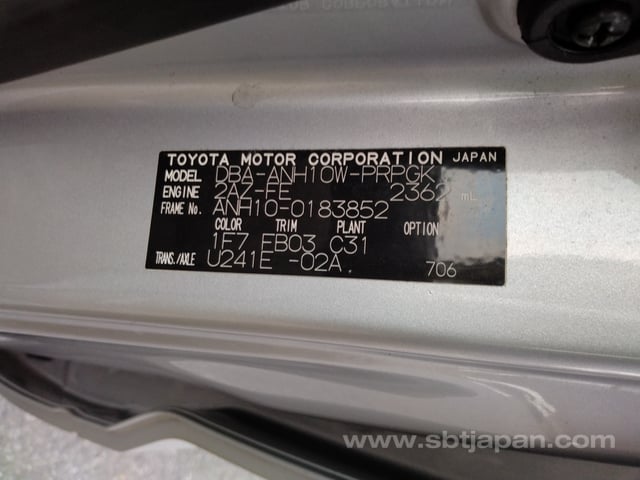 TOYOTA MOTOR CORPORATION JAPAN
MODEL DBA-ANH10W-PRPGK
ENGINE 2AZ-FE 2362 mL
FRAME NO. ANH10-0183852
COLOR TRIM PLANT OPTION
1F7 FB03 C31
TRANS./AXLE U241E -02A
706
www.sbtjapan.com